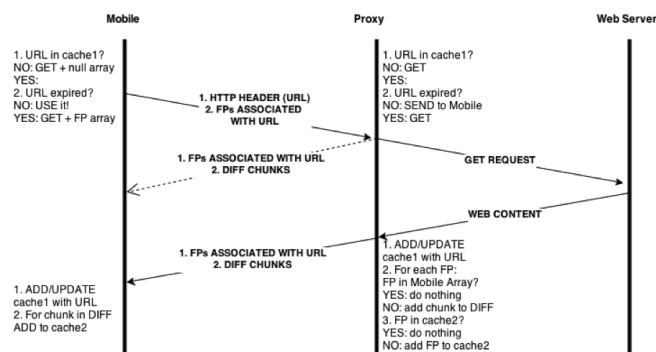 Mobile
Proxy
Web Server
1. URL in cache1?
NO: GET + null array
YES:
2. URL expired?
NO: USE it!
YES: GET + FP array
1. URL in cache1?
NO: GET
YES:
2. URL expired?
NO: SEND to Mobile
YES: GET
1. HTTP HEADER (URL)
2. FPs ASSOCIATED
WITH URL
1. FPs ASSOCIATED WITH URL
2. DIFF CHUNKS
GET REQUEST
WEB CONTENT
1. FPs ASSOCIATED WITH URL
2. DIFF CHUNKS
1. ADD/UPDATE
cache1 with URL
2. For each FP:
FP in Mobile Array?
YES: do nothing
NO: add chunk to DIFF
3. FP in cache2?
YES: do nothing
NO: add FP to cache2
1. ADD/UPDATE
cache1 with URL
2. For chunk in DIFF
ADD to cache2